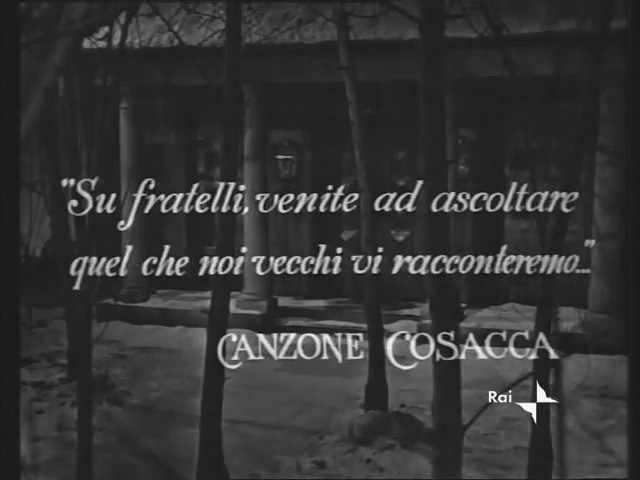 "Su fratelli, venite ad ascoltare
quel che noi vecchi vi racconteremo..."
CANZONE COSACCA
Rai